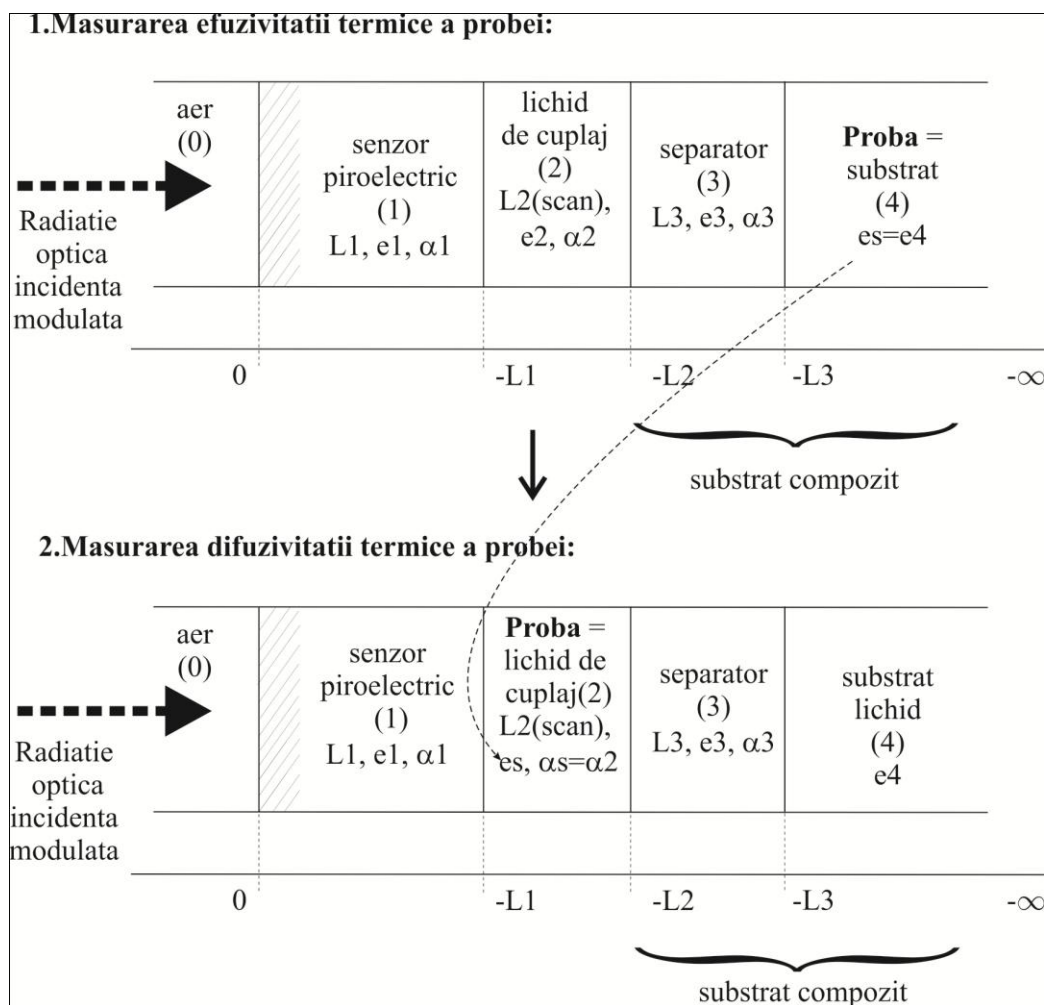 1.Masurarea efuzivitatii termice a probei:
aer
(0)
Radiatie
optica
incidenta
modulata
senzor
piroelectric
(1)
L1, e1, α1
lichid
de cuplaj
(2)
L2(scan),
e2, α2
separator
(3)
L3, e3, α3
Proba =
substrat
(4)
es=e4
0
-L1
-L2
-L3
-∞
substrat compozit
2.Masurarea difuzivitatii termice a probei:
aer
(0)
Radiatie
optica
incidenta
modulata
senzor
piroelectric
(1)
L1, e1, α1
Proba =
lichid de
cuplaj(2)
L2(scan),
es, αs=α2
separator
(3)
L3, e3, α3
substrat
lichid
(4)
e4
0
-L1
-L2
-L3
-∞
substrat compozit